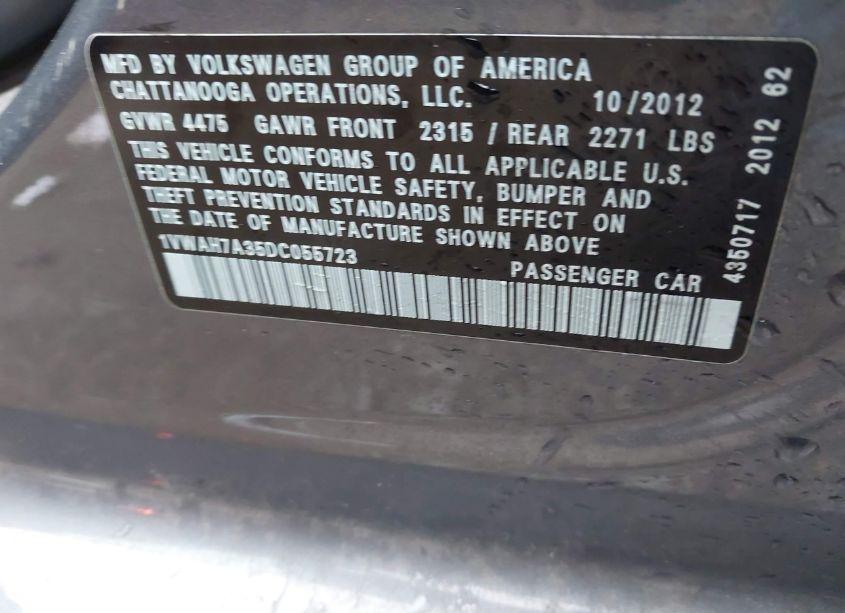 MFD BY VOLKSWAGEN GROUP OF AMERICA
CHATTANOOGA OPERATIONS, LLC. 10/2012
GVWR 4475 GAWR FRONT 2315 / REAR 2271 LBS
THIS VEHICLE CONFORMS TO ALL APPLICABLE U.S.
FEDERAL MOTOR VEHICLE SAFETY, BUMPER AND
THEFT PREVENTION STANDARDS IN EFFECT ON
THE DATE OF MANUFACTURE SHOWN ABOVE
1VWAH7A35DC055723 PASSENGER CAR
4350717 2012 62